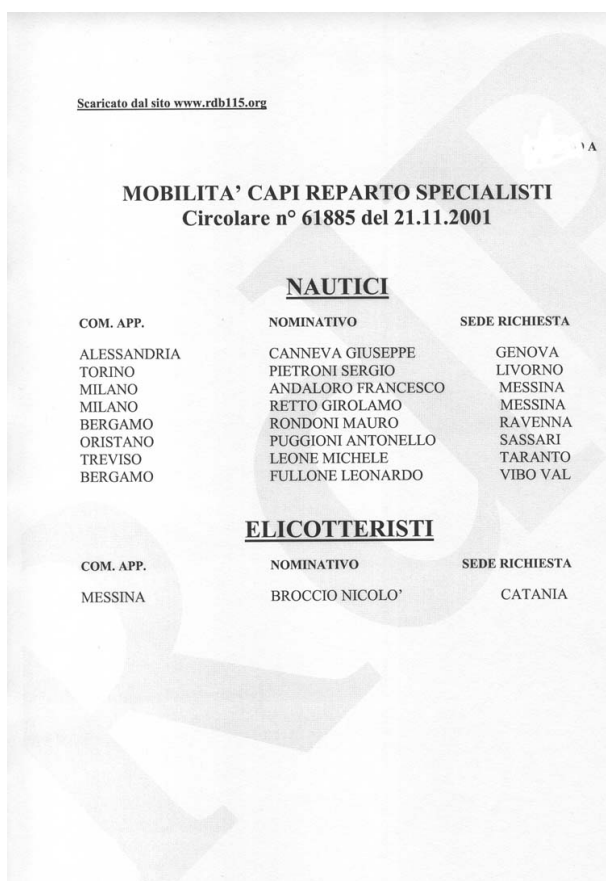 Scaricato dal sito www.rdb115.org
A
MOBILITA' CAPI REPARTO SPECIALISTI
Circolare n° 61885 del 21.11.2001
NAUTICI
COM. APP. NOMINATIVO SEDE RICHIESTA
ALESSANDRIA CANNEVA GIUSEPPE GENOVA
TORINO PIETRONI SERGIO LIVORNO
MILANO ANDALORO FRANCESCO MESSINA
MILANO RETTO GIROLAMO MESSINA
BERGAMO RONDONI MAURO RAVENNA
ORISTANO PUGGIONI ANTONELLO SASSARI
TREVISO LEONE MICHELE TARANTO
BERGAMO FULLONE LEONARDO VIBO VAL
ELICOTTERISTI
COM. APP. NOMINATIVO SEDE RICHIESTA
MESSINA BROCCIO NICOLO' CATANIA